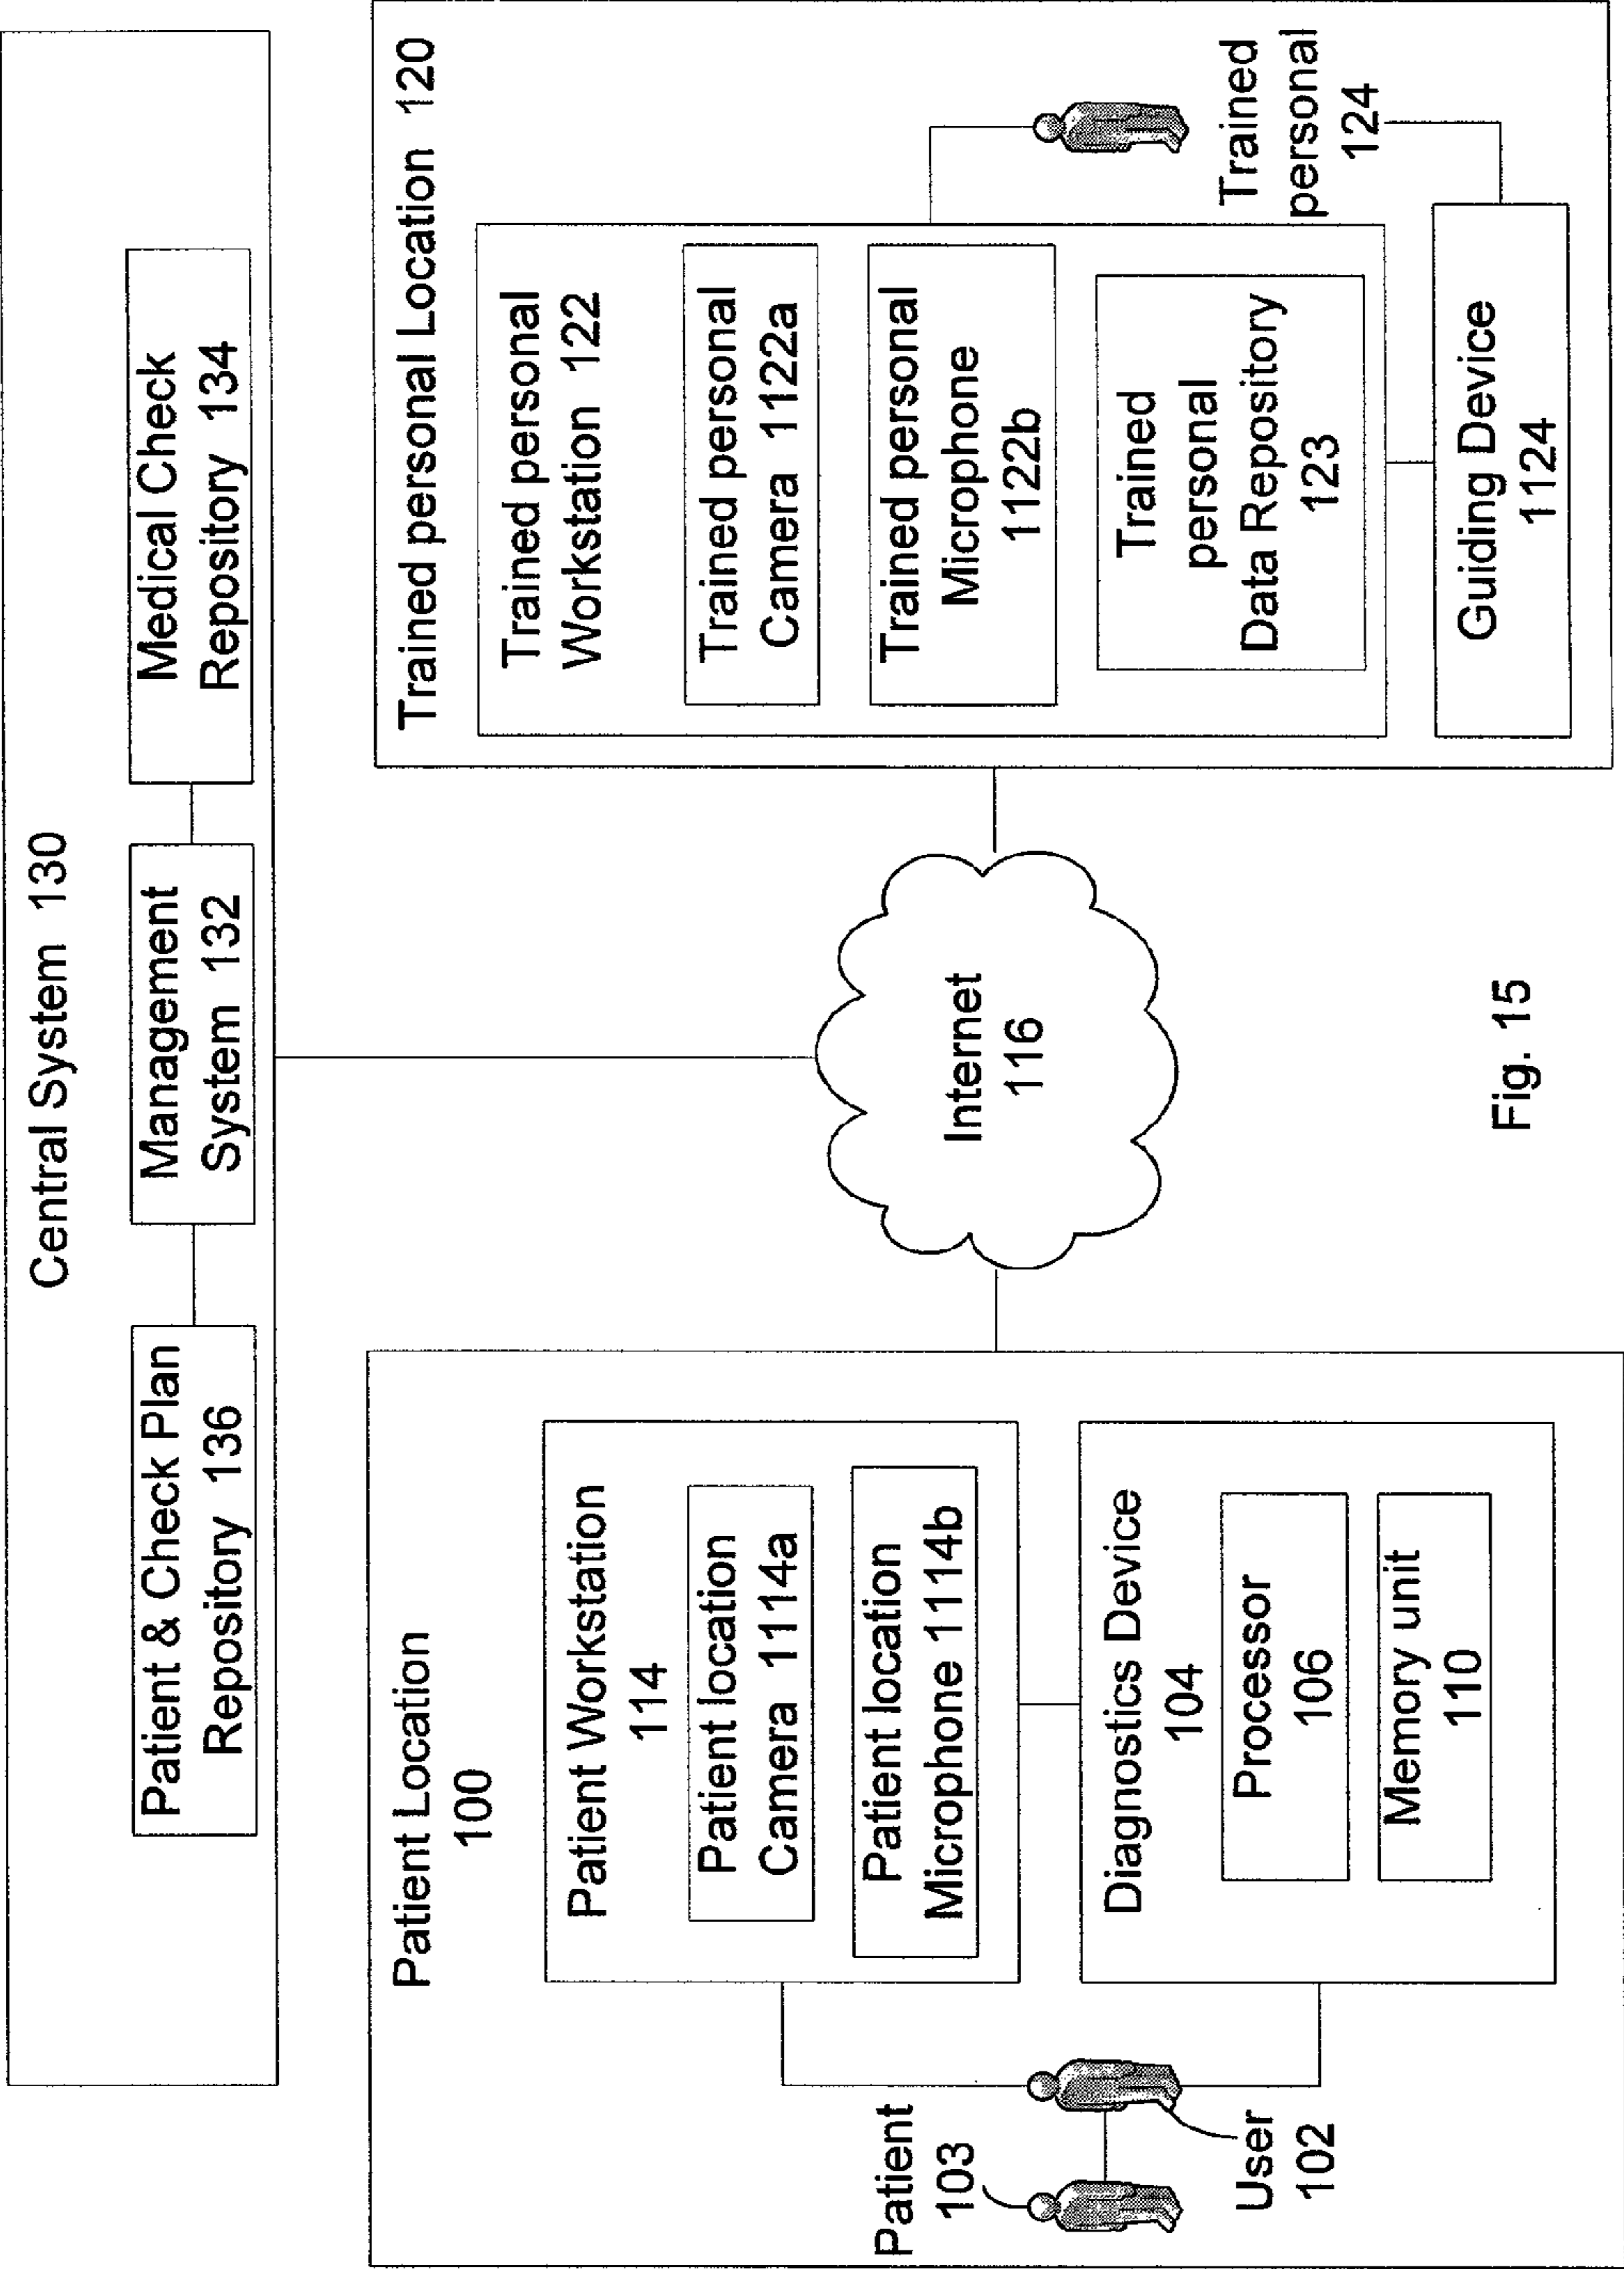 Central System 130
Patient & Check Plan
Repository 136
Management
System 132
Medical Check
Repository 134
Patient Location
100
Patient Workstation
114
Patient location
Camera 1114a
Patient location
Microphone 1114b
Diagnostics Device
104
Processor
106
Memory unit
110
Patient
103
User
102
Internet
116
Trained personal Location 120
Trained personal
Workstation 122
Trained personal
Camera 1122a
Trained personal
Microphone
1122b
Trained
personal
Data Repository
123
Trained
personal
124
Guiding Device
1124
Fig. 15